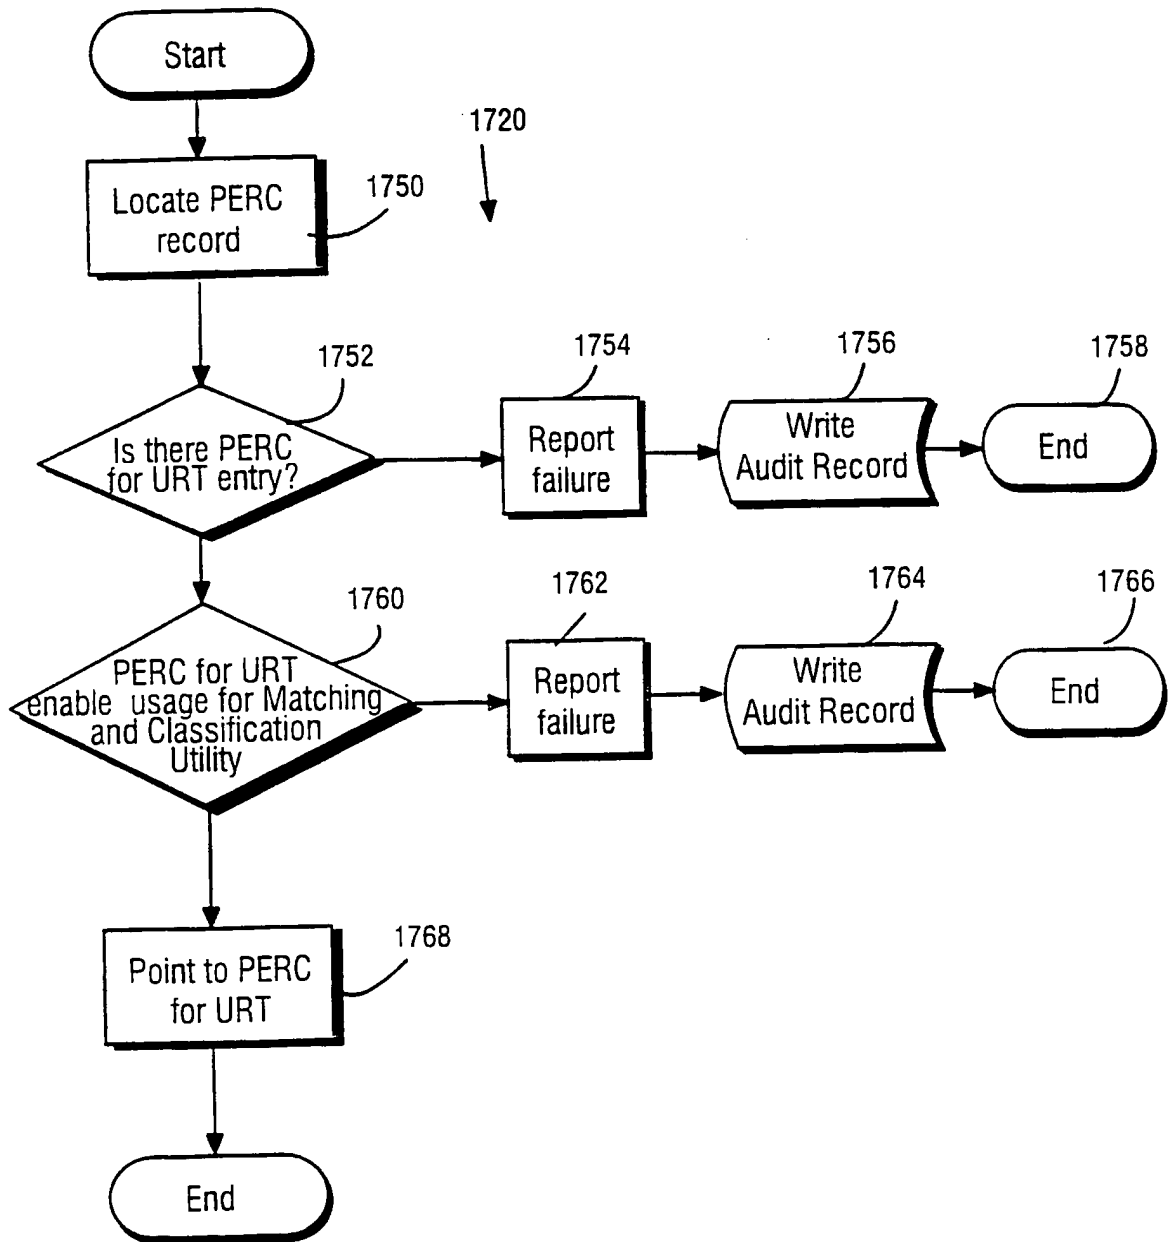 Start
1720
1750
Locate PERC
record
1752
Is there PERC
for URT entry?
1754
Report
failure
1756
Write
Audit Record
1758
End
1760
PERC for URT
enable usage for Matching
and Classification
Utility
1762
Report
failure
1764
Write
Audit Record
1766
End
1768
Point to PERC
for URT
End